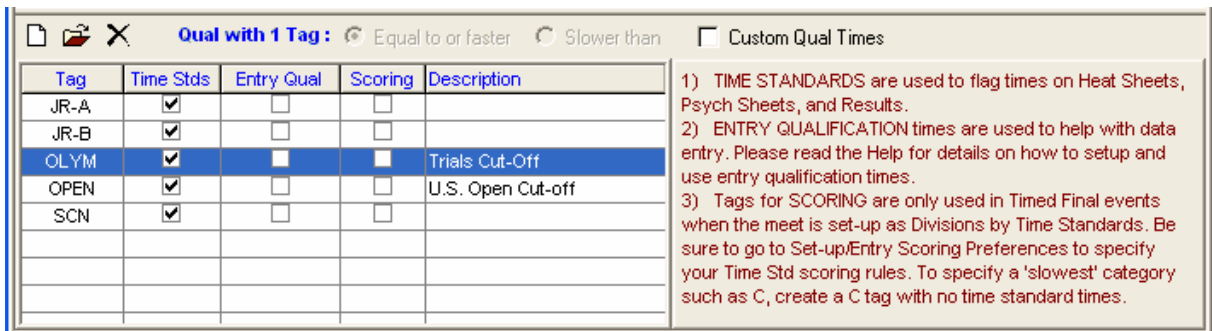 Qual with 1 Tag : Equal to or faster Slower than Custom Qual Times
Tag Time Stds Entry Qual Scoring Description
JR-A
JR-B
OLYM Trials Cut-Off
OPEN U.S. Open Cut-off
SCN
1) TIME STANDARDS are used to flag times on Heat Sheets,
Psych Sheets, and Results.
2) ENTRY QUALIFICATION times are used to help with data
entry. Please read the Help for details on how to setup and
use entry qualification times.
3) Tags for SCORING are only used in Timed Final events
when the meet is set-up as Divisions by Time Standards. Be
sure to go to Set-up/Entry Scoring Preferences to specify
your Time Std scoring rules. To specify a 'slowest' category
such as C, create a C tag with no time standard times.